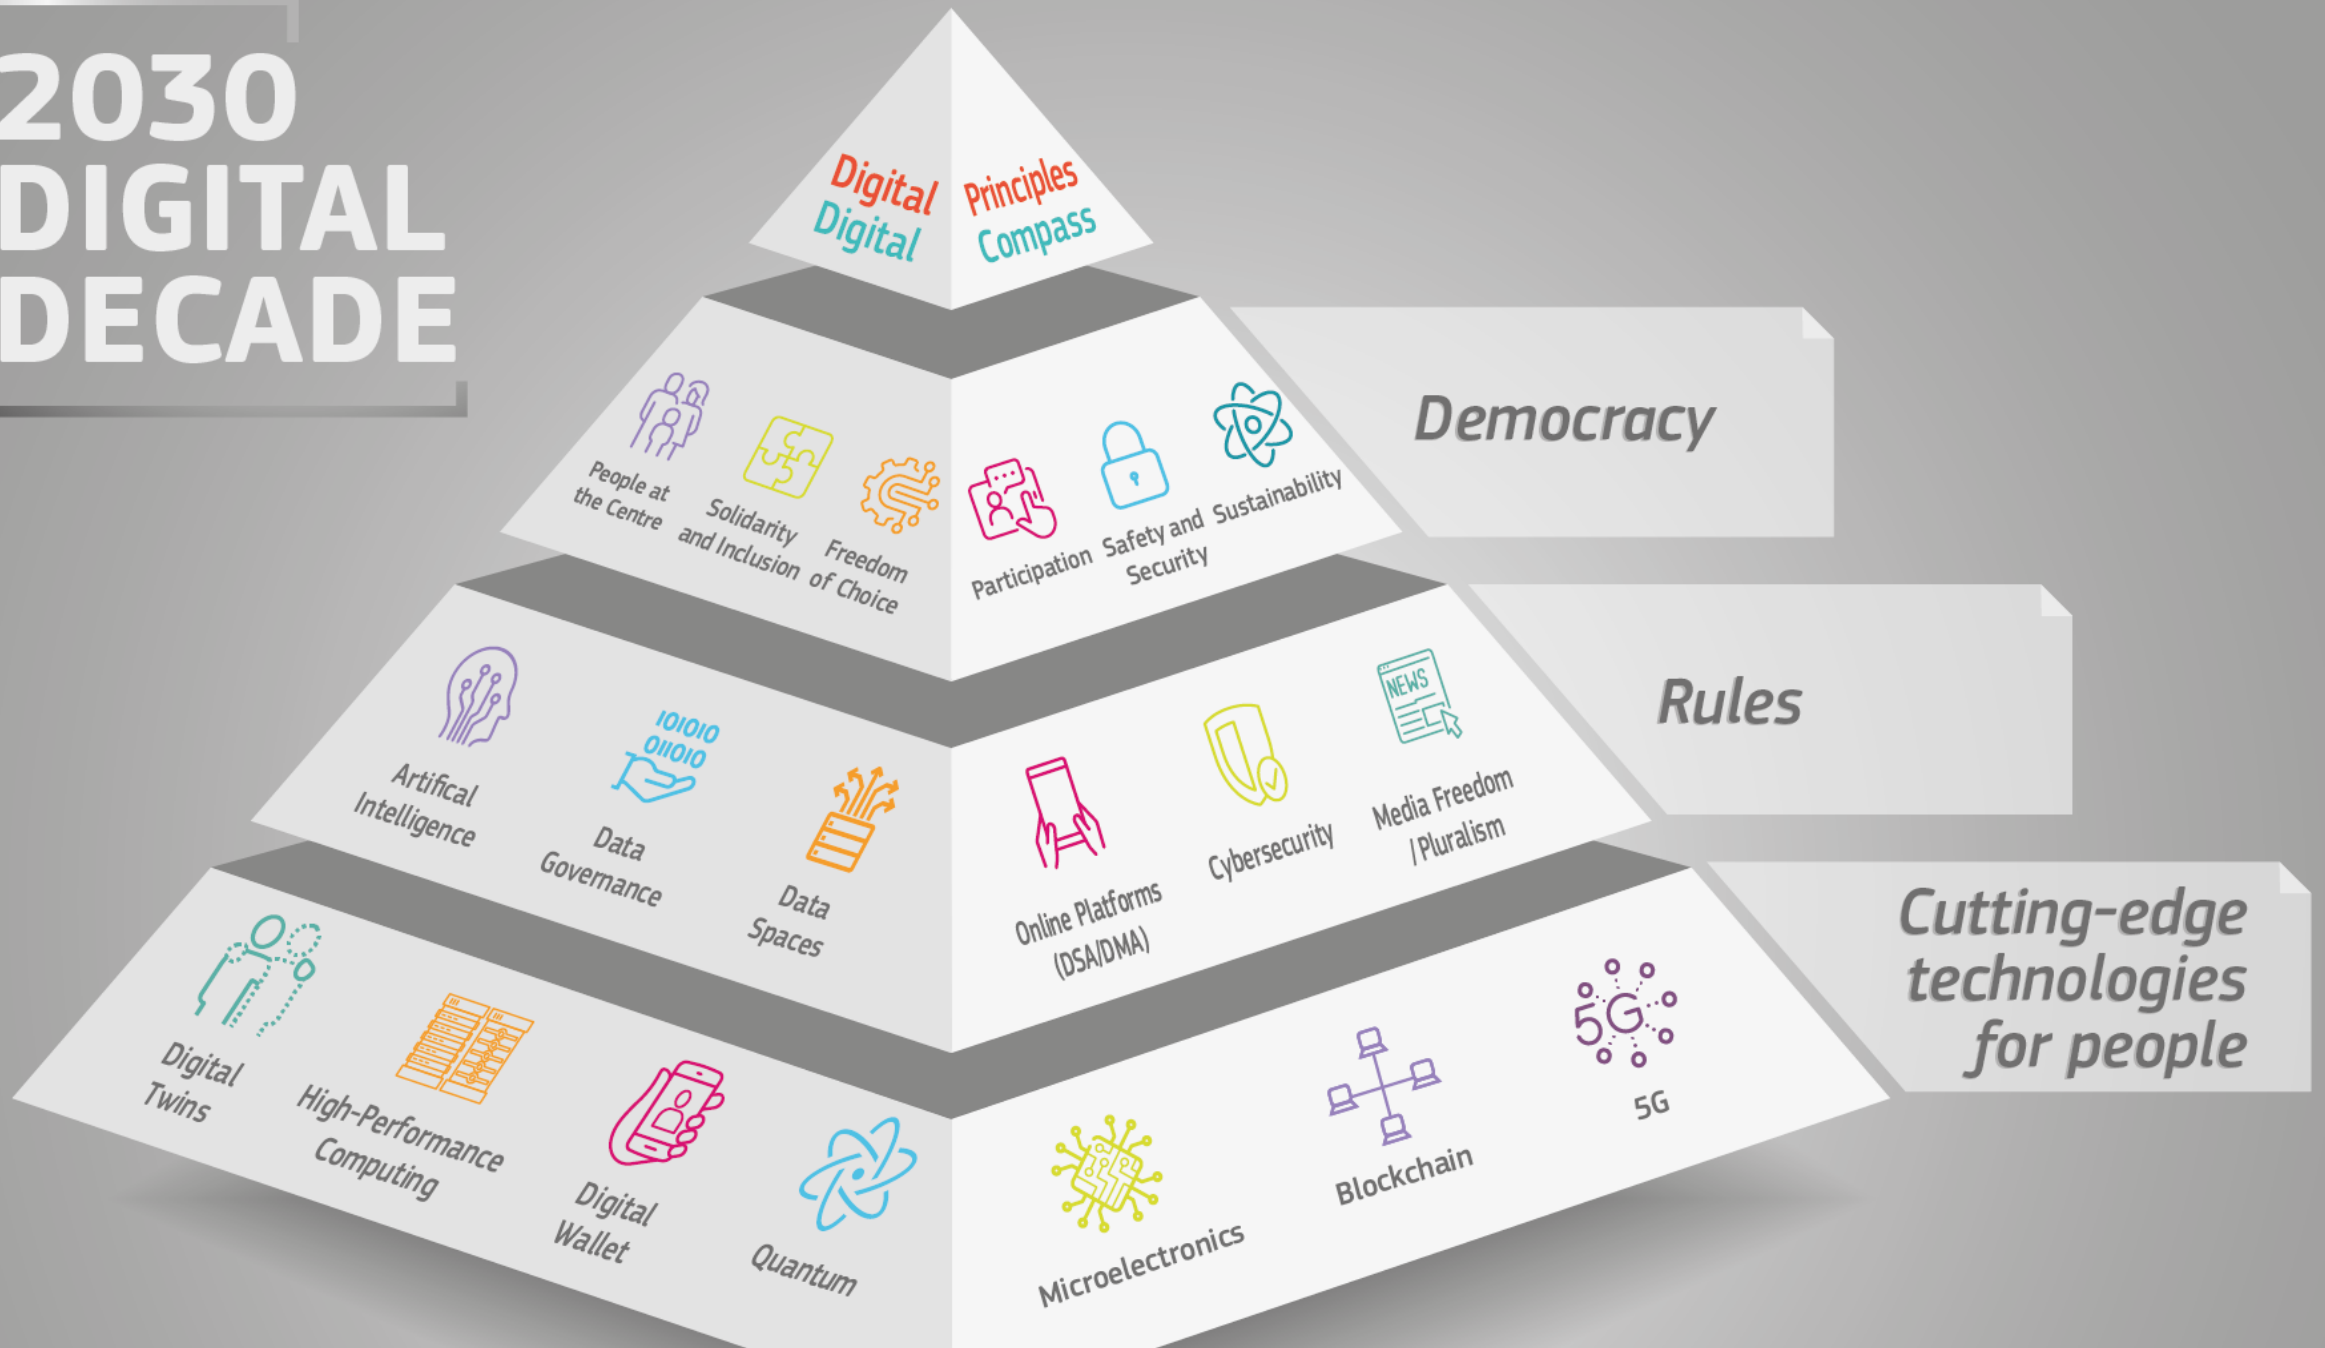 2030
DIGITAL
DECADE
Digital Principles
Digital Compass
People at
the Centre
Solidarity
and Inclusion
Freedom
of Choice
Participation
Safety and
Security
Sustainability
Democracy
Artifical
Intelligence
101010
011010
Data
Governance
Data
Spaces
Online Platforms
(DSA/DMA)
Cybersecurity
NEWS
Media Freedom
/Pluralism
Rules
Digital
Twins
High-Performance
Computing
Digital
Wallet
Quantum
Microelectronics
Blockchain
5G
5G
Cutting-edge
technologies
for people